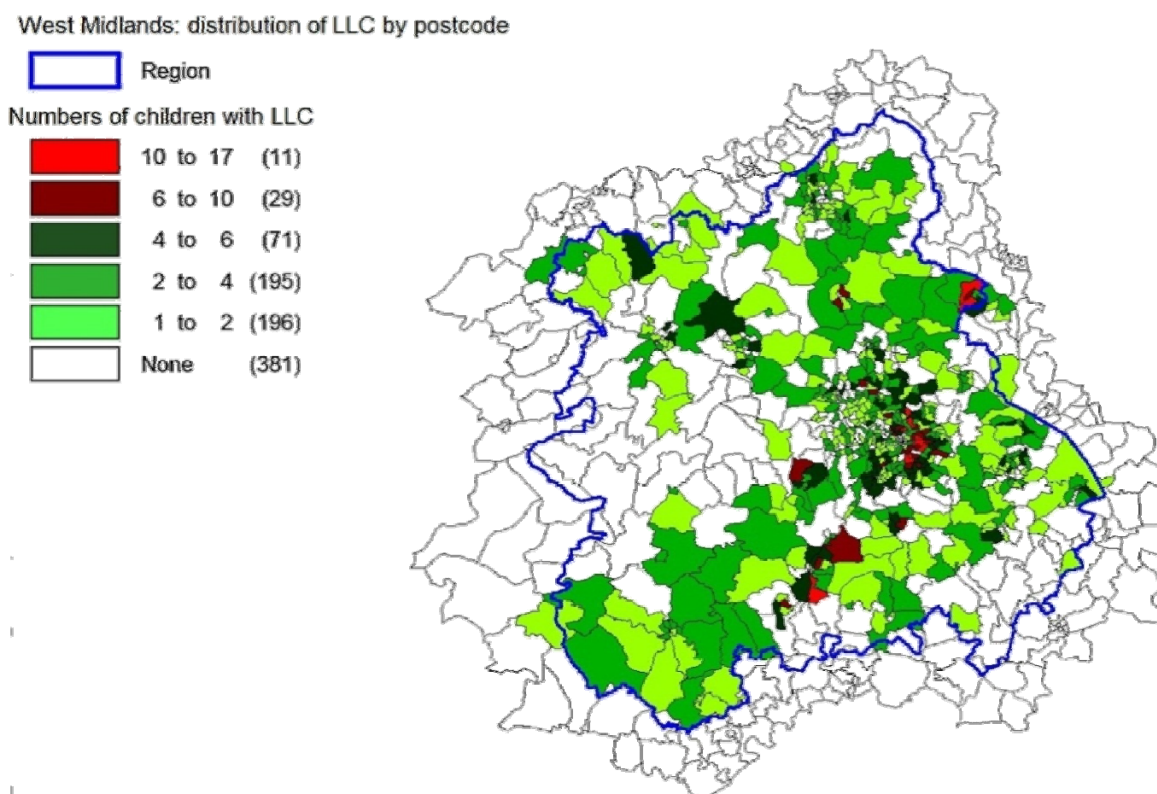 West Midlands: distribution of LLC by postcode
Region
Numbers of children with LLC
10 to 17 (11)
6 to 10 (29)
4 to 6 (71)
2 to 4 (195)
1 to 2 (196)
None (381)